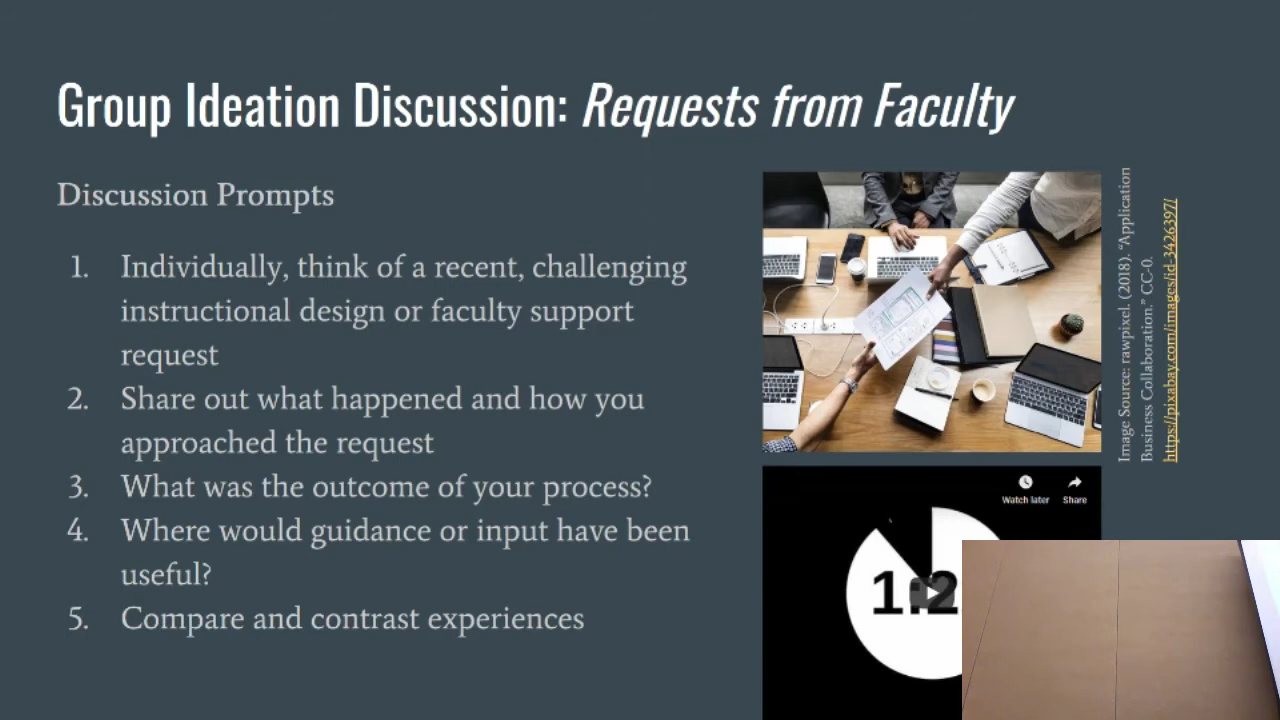 Group Ideation Discussion: Requests from Faculty
Discussion Prompts
1. Individually, think of a recent, challenging
instructional design or faculty support
request
2. Share out what happened and how you
approached the request
3. What was the outcome of your process?
4. Where would guidance or input have been
useful?
5. Compare and contrast experiences
Image Source: rawpixel. (2018). “Application
Business Collaboration.” CC-0.
https://pixabay.com/images/id-3426397/
Watch later
Share
1:2